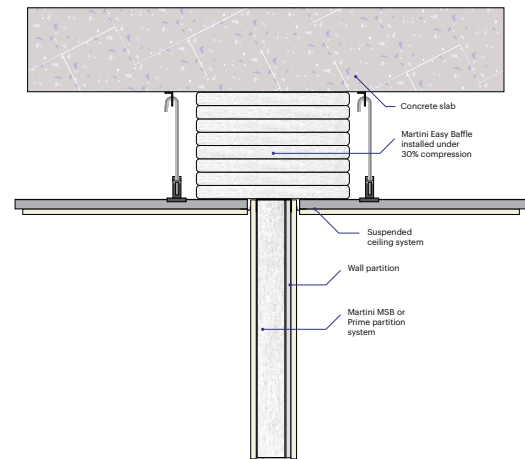 Concrete slab
Martini Easy Baffle
installed under
30% compression
Suspended
ceiling system
Wall partition
Martini MSB or
Prime partition
system